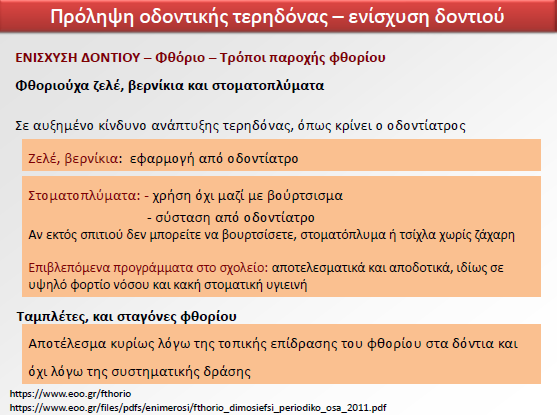 Πρόληψη οδοντικής τερηδόνας – ενίσχυση δοντιού
ΕΝΙΣΧΥΣΗ ΔΟΝΤΙΟΥ – Φθόριο – Τρόποι παροχής φθορίου
Φθοριούχα ζελέ, βερνίκια και στοματοπλύματα
Σε αυξημένο κίνδυνο ανάπτυξης τερηδόνας, όπως κρίνει ο οδοντίατρος
Ζελέ, βερνίκια: εφαρμογή από οδοντίατρο
Στοματοπλύματα: - χρήση όχι μαζί με βούρτσισμα
- σύσταση από οδοντίατρο
Αν εκτός σπιτιού δεν μπορείτε να βουρτσίσετε, στοματόπλυμα ή τσίχλα χωρίς ζάχαρη
Επιβλεπόμενα προγράμματα στο σχολείο: αποτελεσματικά και αποδοτικά, ιδίως σε
υψηλό φορτίο νόσου και κακή στοματική υγιεινή
Ταμπλέτες, και σταγόνες φθορίου
Αποτέλεσμα κυρίως λόγω της τοπικής επίδρασης του φθορίου στα δόντια και
όχι λόγω της συστηματικής δράσης
https://www.eoo.gr/fthorio
https://www.eoo.gr/files/pdfs/enimerosi/fthorio_dimosiefsi_periodiko_osa_2011.pdf